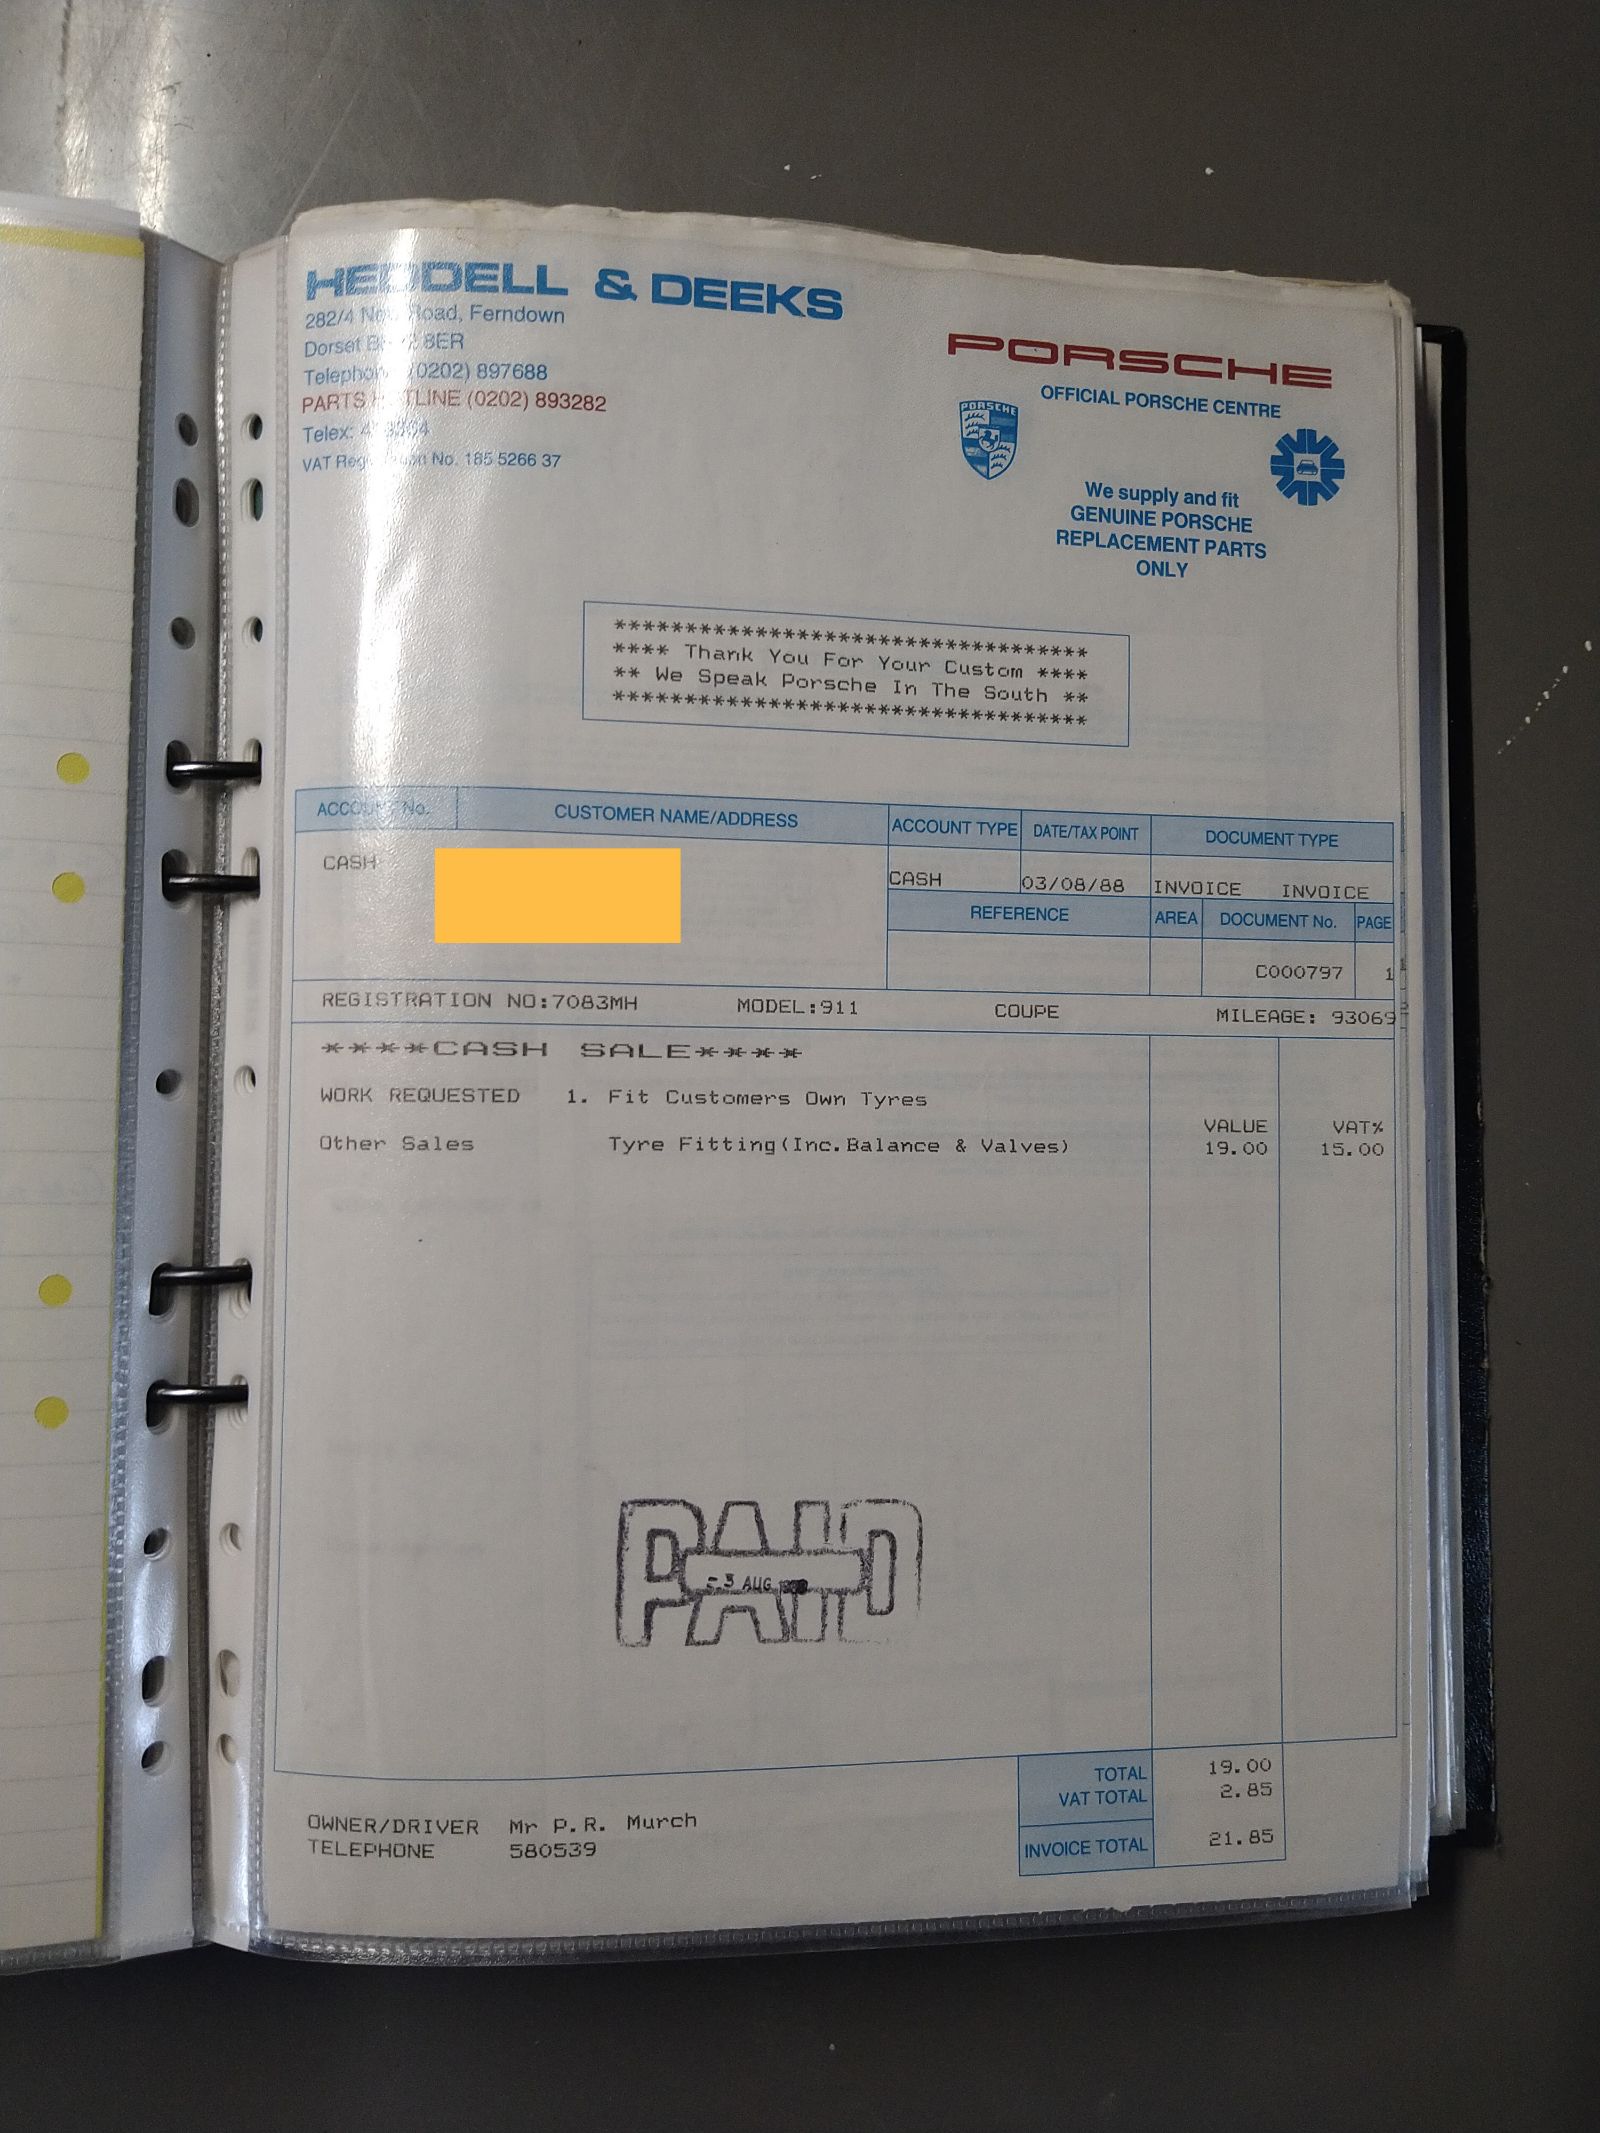 HEDDELL & DEEKS
282/4 Road, Ferndown
Dorset 8ER
Telephone (0202) 897688
PARTS HOTLINE (0202) 893282
Telex:
VAT Registration No. 185 5266 37
PORSCHE
OFFICIAL PORSCHE CENTRE
PORSCHE
We supply and fit
GENUINE PORSCHE
REPLACEMENT PARTS
ONLY
*********************************
**** Thank You For Your Custom ****
** We Speak Porsche In The South **
*********************************
ACCOUNT No. CUSTOMER NAME/ADDRESS ACCOUNT TYPE DATE/TAX POINT DOCUMENT TYPE
CASH CASH 03/08/88 INVOICE INVOICE
REFERENCE AREA DOCUMENT No. PAGE
C000797 1
REGISTRATION NO:7083MH MODEL:911 COUPE MILEAGE: 93069
****CASH SALE****
WORK REQUESTED 1. Fit Customers Own Tyres
VALUE VAT%
Other Sales Tyre Fitting(Inc.Balance & Valves) 19.00 15.00
PAID
-3 AUG
TOTAL 19.00
VAT TOTAL 2.85
INVOICE TOTAL 21.85
OWNER/DRIVER Mr P.R. Murch
TELEPHONE 580539